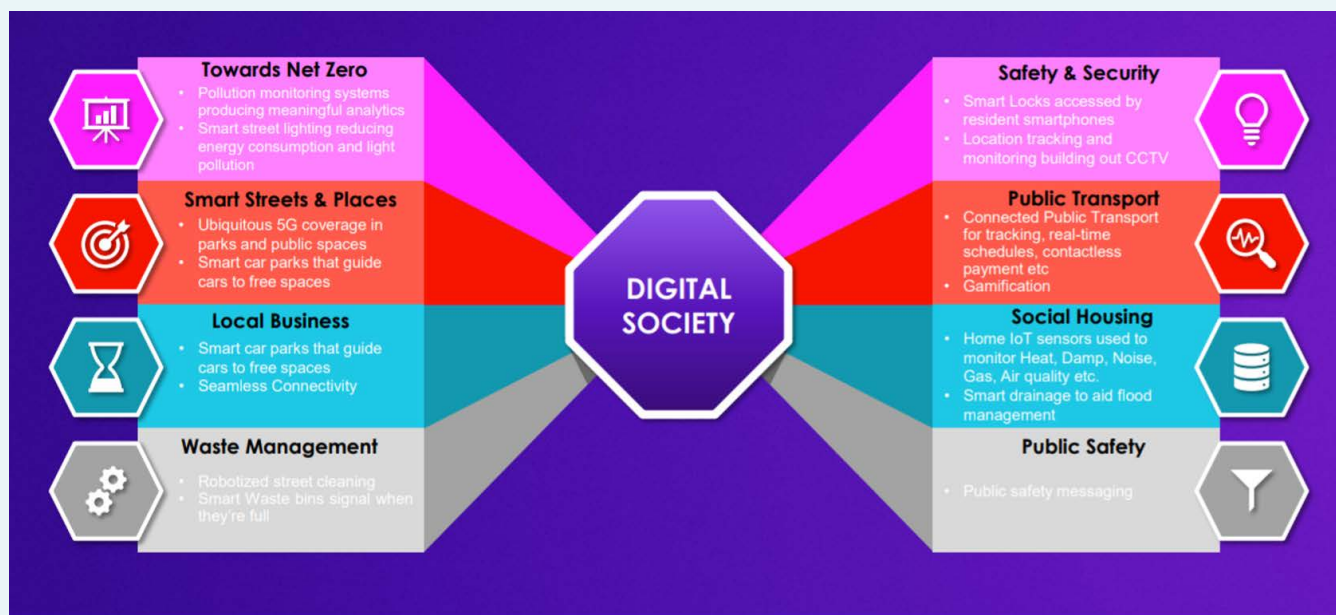 Towards Net Zero
• Pollution monitoring systems
producing meaningful analytics
• Smart street lighting reducing
energy consumption and light
pollution
Smart Streets & Places
• Ubiquitous 5G coverage in
parks and public spaces
• Smart car parks that guide
cars to free spaces
Local Business
• Smart car parks that guide
cars to free spaces
• Seamless Connectivity
Waste Management
• Robotized street cleaning
• Smart Waste bins signal when
they're full
DIGITAL
SOCIETY
Safety & Security
• Smart Locks accessed by
resident smartphones
• Location tracking and
monitoring building out CCTV
Public Transport
• Connected Public Transport
for tracking, real-time
schedules, contactless
payment etc
• Gamification
Social Housing
• Home IoT sensors used to
monitor Heat, Damp, Noise,
Gas, Air quality etc.
• Smart drainage to aid flood
management
Public Safety
• Public safety messaging